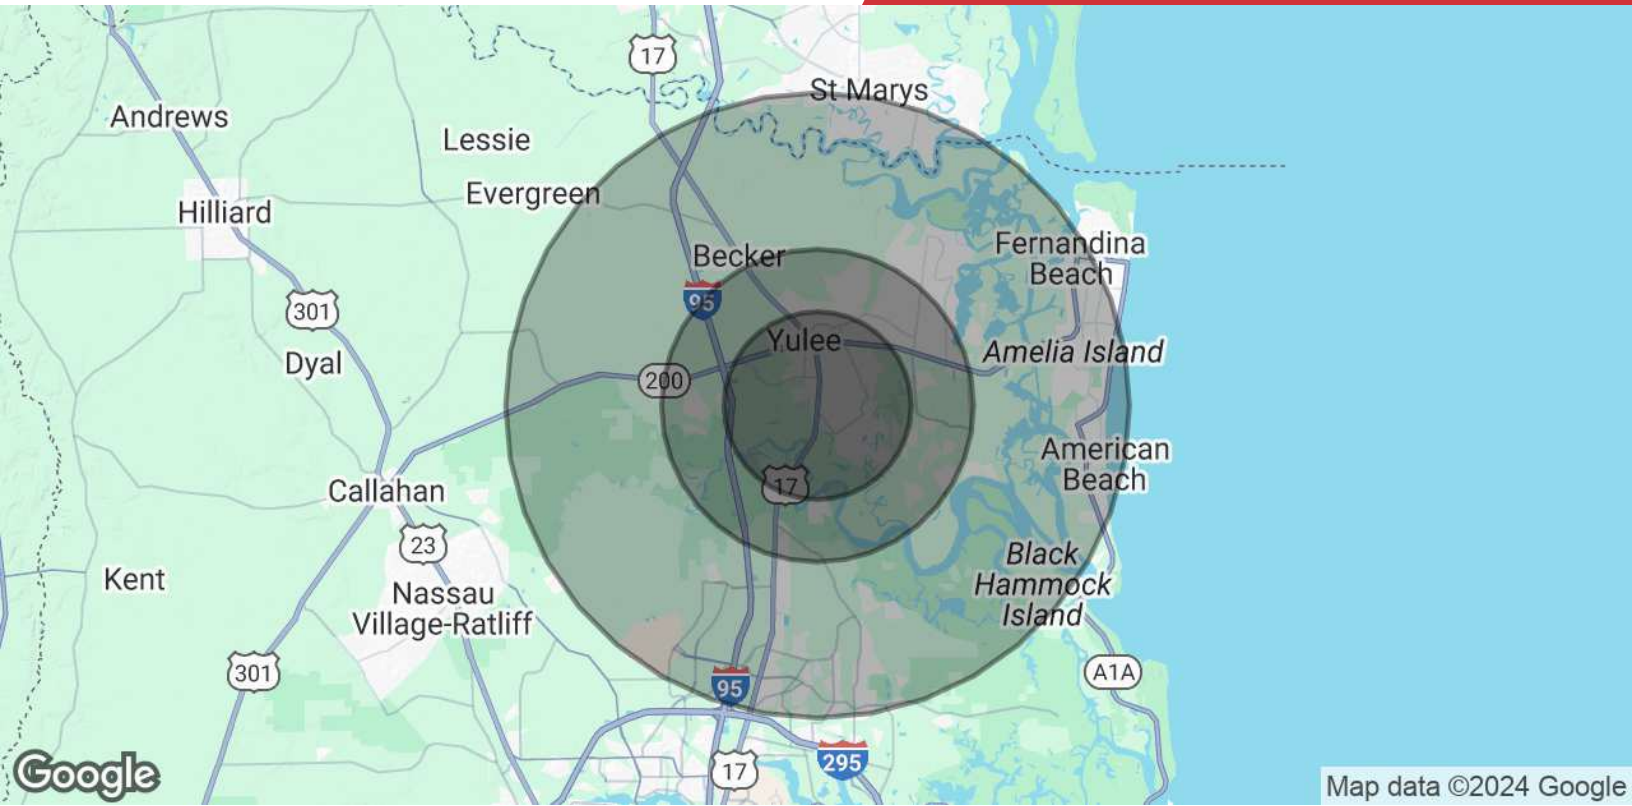 17
St Marys
Andrews
Lessie
Evergreen
Hilliard
Fernandina
Beach
Becker
95
301
Yulee
Amelia Island
Dyal
200
American
Beach
Callahan
17
23
Black
Hammock
Island
Kent
Nassau
Village-Ratliff
301
95
A1A
17
295
Google
Map data ©2024 Google